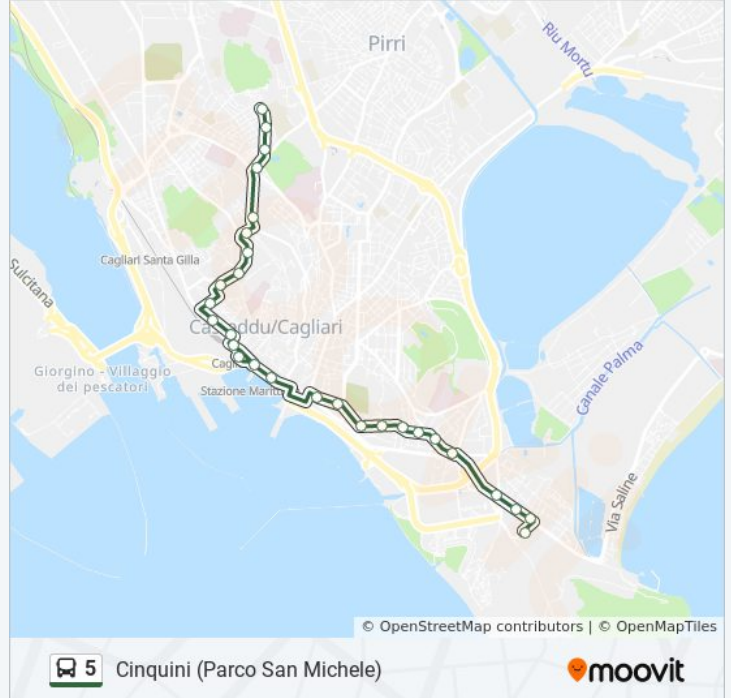 Pirri
Riu Mortu
Cagliari Santa Gilla
Sulcitana
Casteddu/Cagliari
Giorgino - Villaggio
dei pescatori
Stazione Maritt
Canale Palma
Via Saline
© OpenStreetMap contributors | © OpenMapTiles
5 Cinquini (Parco San Michele)
moovit